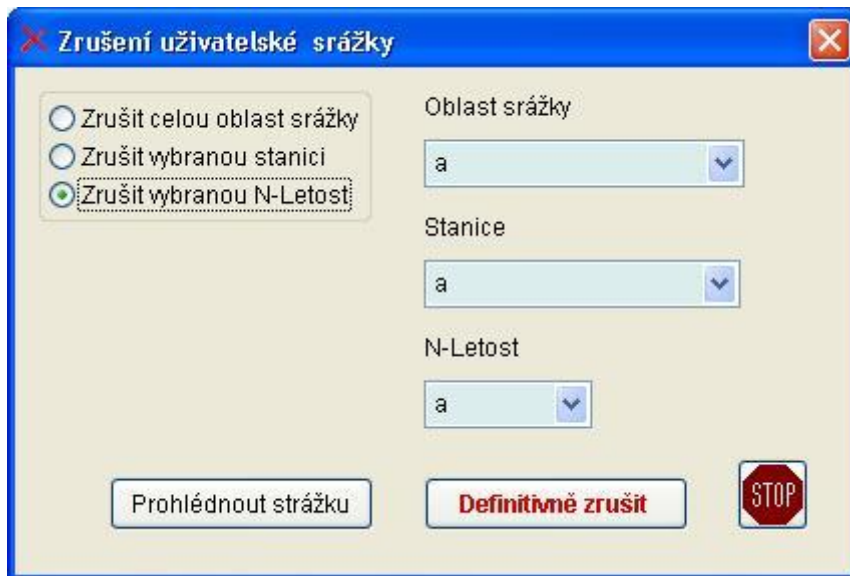 Zrušení uživatelské srážky
Zrušit celou oblast srážky
Zrušit vybranou stanici
Zrušit vybranou N-Letost
Oblast srážky
a
Stanice
a
N-Letost
a
Prohlédnout strážku
Definitivně zrušit
STOP